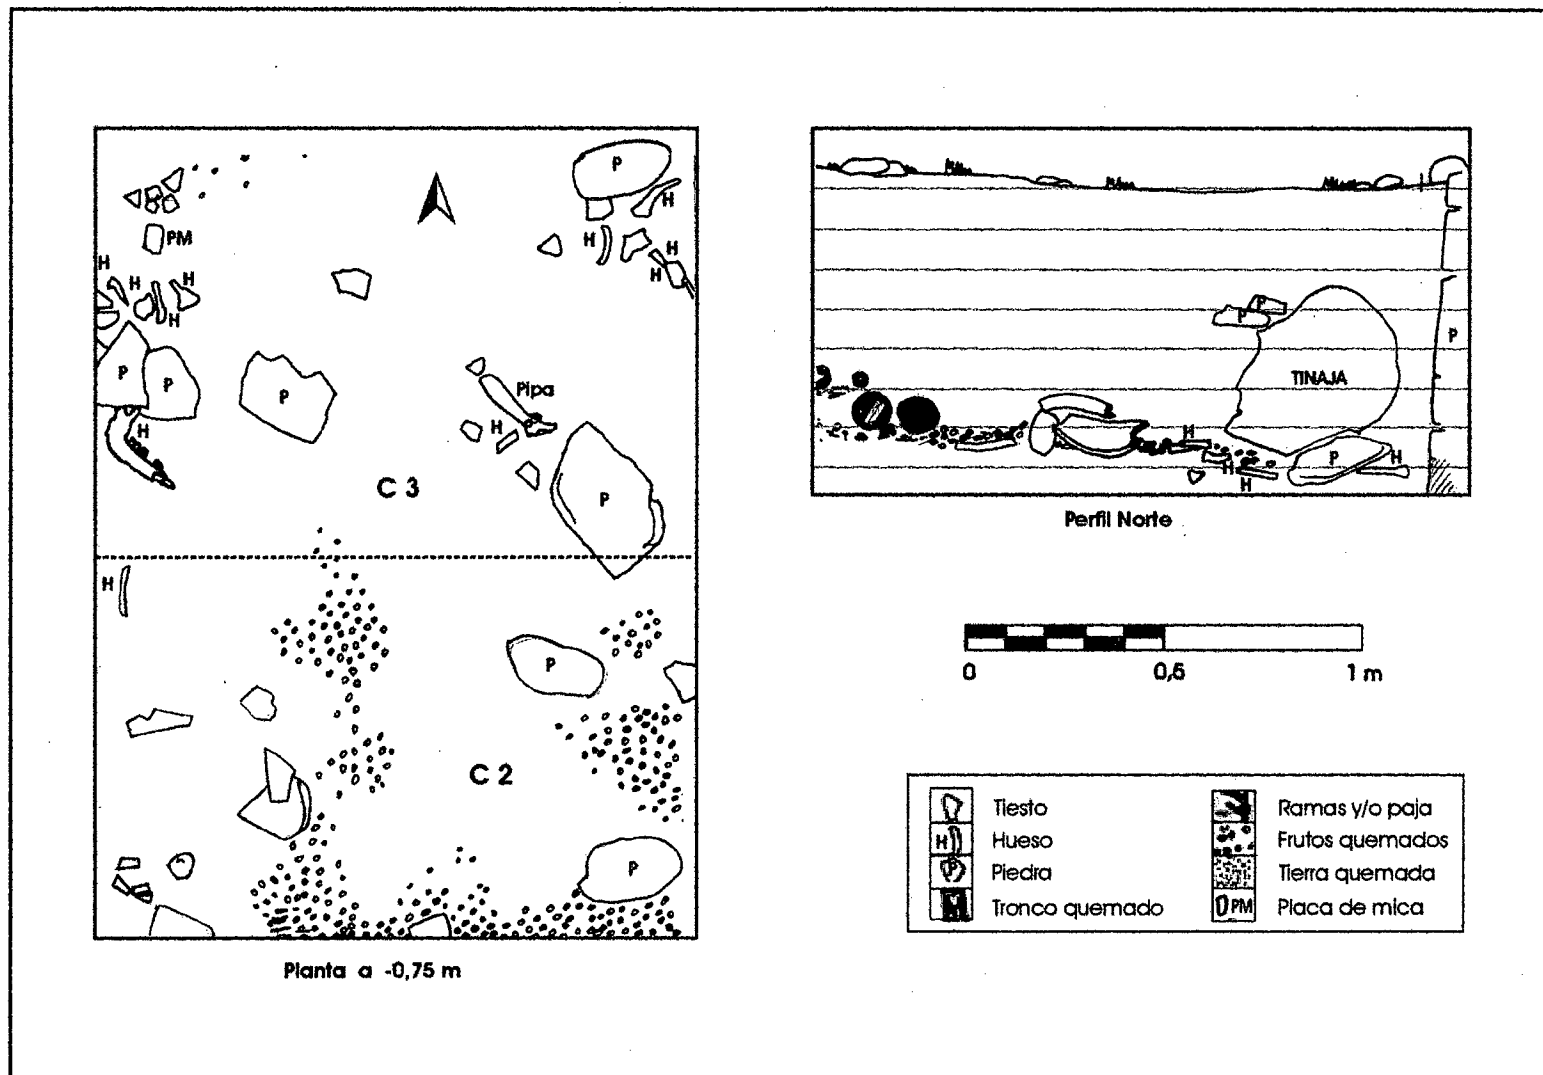 P
H
H
H
H
PM
H
H
H
P
P
P
Pipa
H
H
C 3
P
H
P
C 2
P
Planta a -0,75 m
P
P
P
TINAJA
H
P
H
H
H
Perfil Norte
0 0,5 1 m
Tiesto
H Hueso
P Piedra
Tronco quemado
Ramas y/o paja
Frutos quemados
Tierra quemada
PM Placa de mica